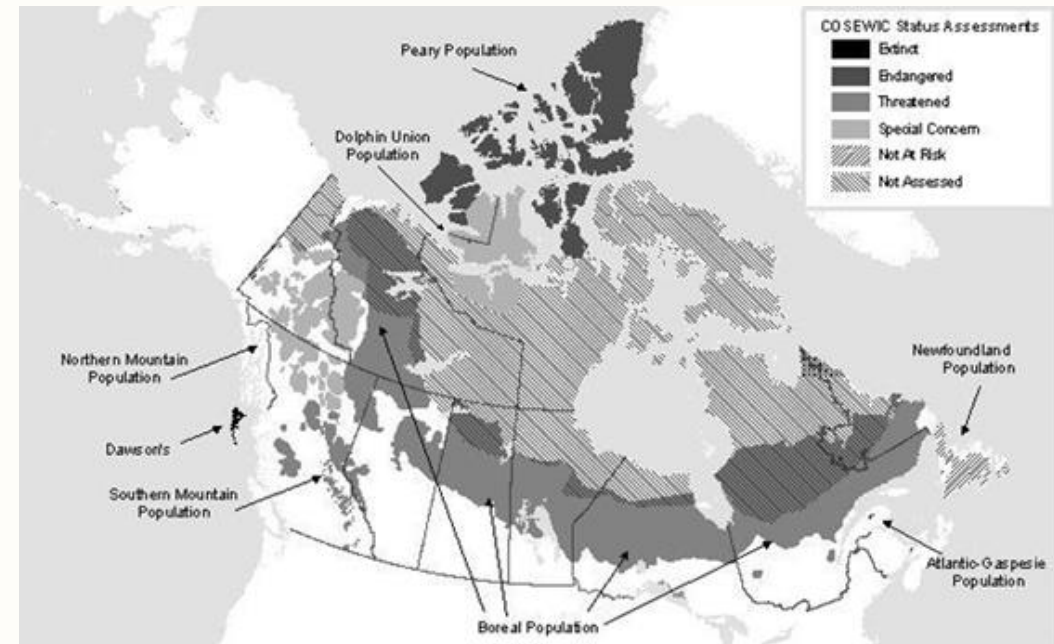 COSEWIC Status Assessments
Extinct
Endangered
Threatened
Special Concern
Not At Risk
Not Assessed
Peary Population
Dolphin Union
Population
Northern Mountain
Population
Dawson's
Southern Mountain
Population
Newfoundland
Population
Atlantic-Gaspesie
Population
Boreal Population